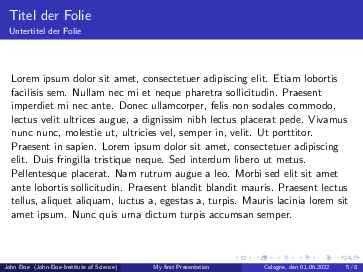 Titel der Folie
Untertitel der Folie
Lorem ipsum dolor sit amet, consectetuer adipiscing elit. Etiam lobortis
facilisis sem. Nullam nec mi et neque pharetra sollicitudin. Praesent
imperdiet mi nec ante. Donec ullamcorper, felis non sodales commodo,
lectus velit ultrices augue, a dignissim nibh lectus placerat pede. Vivamus
nunc nunc, molestie ut, ultricies vel, semper in, velit. Ut porttitor.
Praesent in sapien. Lorem ipsum dolor sit amet, consectetuer adipiscing
elit. Duis fringilla tristique neque. Sed interdum libero ut metus.
Pellentesque placerat. Nam rutrum augue a leo. Morbi sed elit sit amet
ante lobortis sollicitudin. Praesent blandit blandit mauris. Praesent lectus
tellus, aliquet aliquam, luctus a, egestas a, turpis. Mauris lacinia lorem sit
amet ipsum. Nunc quis urna dictum turpis accumsan semper.
John Doe (John-Doe-Institute of Science) My first Presentation Cologne, den 01.06.2022 5 / 8